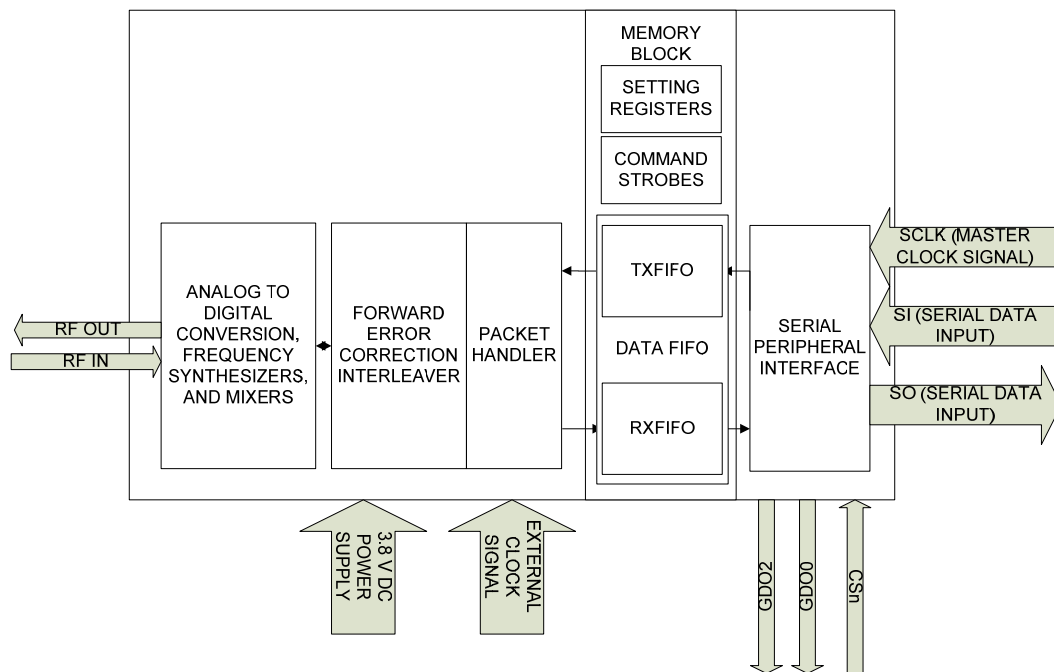 MEMORY
BLOCK
SETTING
REGISTERS
COMMAND
STROBES
TXFIFO
DATA FIFO
RXFIFO
ANALOG TO
DIGITAL
CONVERSION,
FREQUENCY
SYNTHESIZERS,
AND MIXERS
FORWARD
ERROR
CORRECTION
INTERLEAVER
PACKET
HANDLER
SERIAL
PERIPHERAL
INTERFACE
RF OUT
RF IN
SCLK (MASTER
CLOCK SIGNAL)
SI (SERIAL DATA
INPUT)
SO (SERIAL DATA
INPUT)
3.8 V DC
POWER
SUPPLY
EXTERNAL
CLOCK
SIGNAL
GDO2
GDO0
CSn